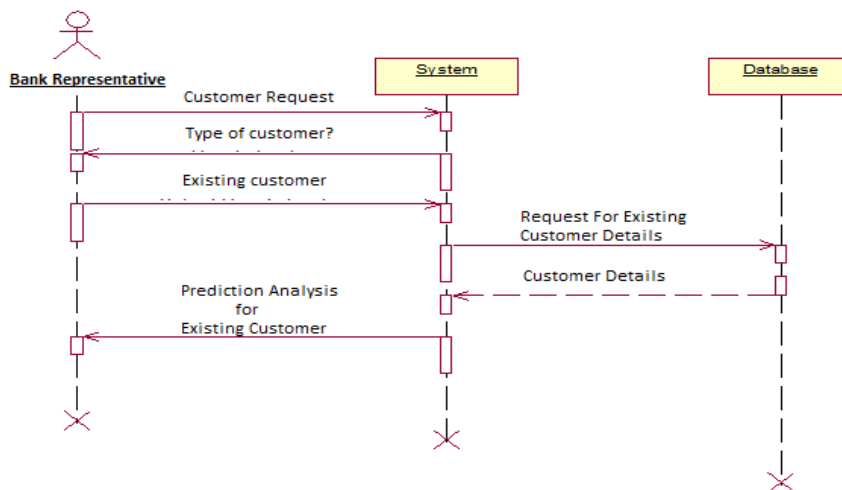 Bank Representative
System
Database
Customer Request
Type of customer?
Existing customer
Request For Existing
Customer Details
Customer Details
Prediction Analysis
for
Existing Customer